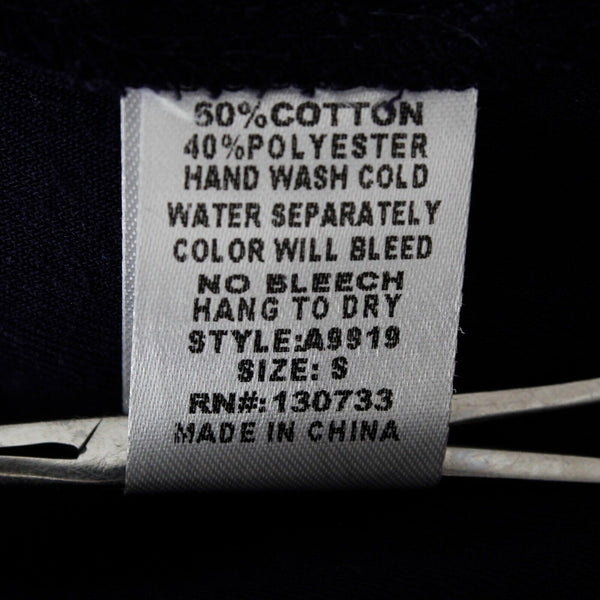 60%COTTON
40%POLYESTER
HAND WASH COLD
WATER SEPARATELY
COLOR WILL BLEED
NO BLEECH
HANG TO DRY
STYLE:A9919
SIZE: S
RN#:130733
MADE IN CHINA